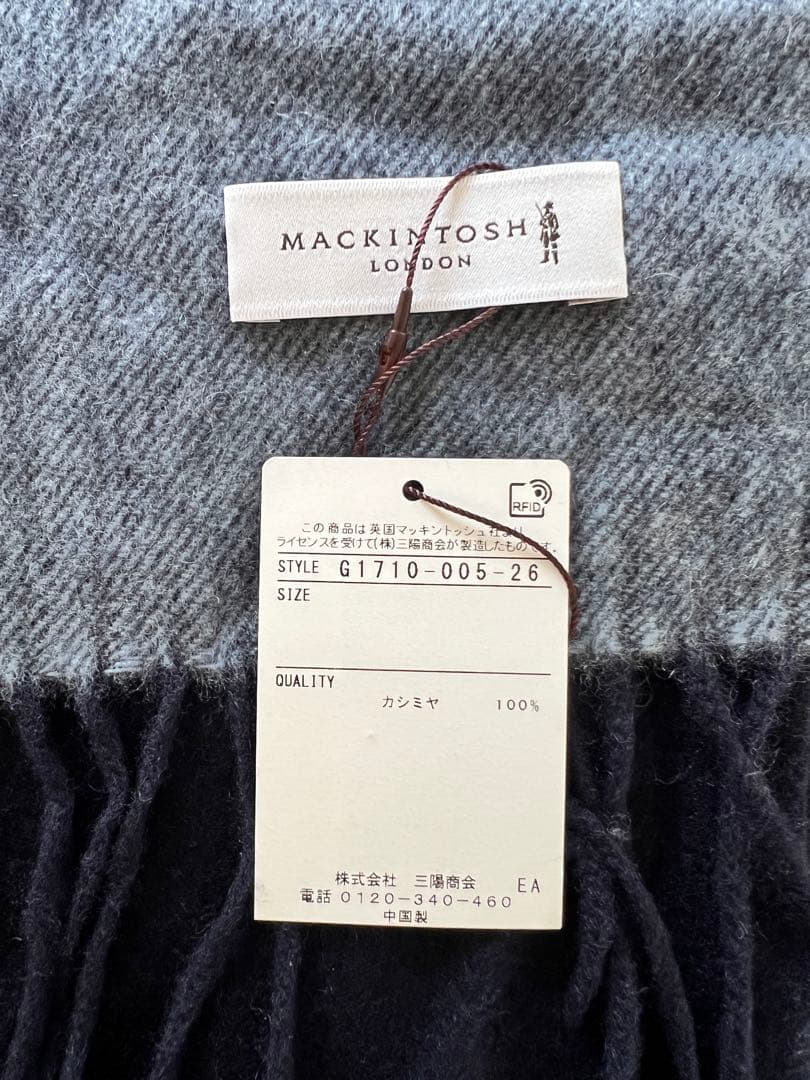 MACKINTOSH
LONDON
RFID
この商品は英国マッキントッシュ社より
ライセンスを受けて(株)三陽商会が製造したものです。
STYLE G1710-005-26
SIZE
QUALITY
カシミヤ 100%
株式会社 三陽商会 EA
電話 0120-340-460
中国製